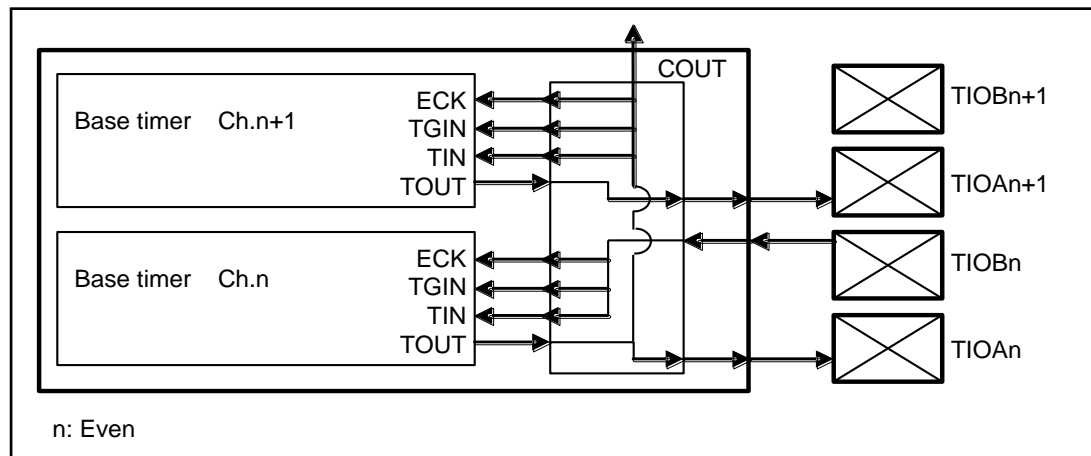 COUT
Base timer Ch.n+1
ECK
TGIN
TIN
TOUT
TIOBn+1
TIOAn+1
Base timer Ch.n
ECK
TGIN
TIN
TOUT
TIOBn
TIOAn
n: Even